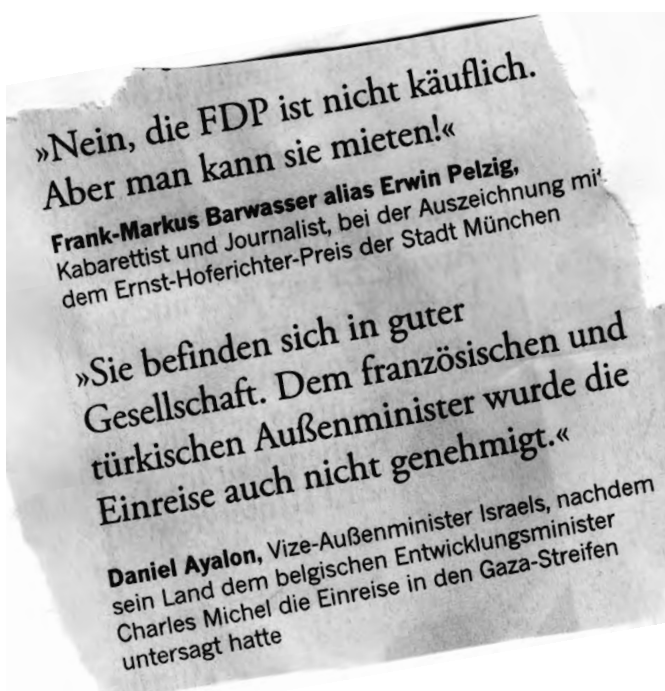 »Nein, die FDP ist nicht käuflich.
Aber man kann sie mieten!«
Frank-Markus Barwasser alias Erwin Pelzig,
Kabarettist und Journalist, bei der Auszeichnung mit
dem Ernst-Hoferichter-Preis der Stadt München
»Sie befinden sich in guter
Gesellschaft. Dem französischen und
türkischen Außenminister wurde die
Einreise auch nicht genehmigt.«
Daniel Ayalon, Vize-Außenminister Israels, nachdem
sein Land dem belgischen Entwicklungsminister
Charles Michel die Einreise in den Gaza-Streifen
untersagt hatte